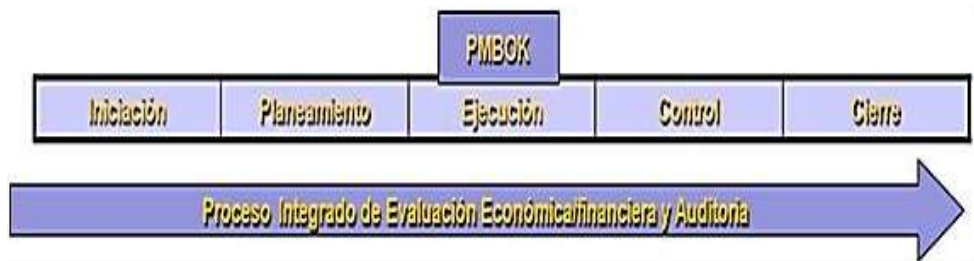 PMBOK
Iniciación Planeamiento Ejecución Control Cierre
Proceso Integrado de Evaluación Económica/financiera y Auditoria